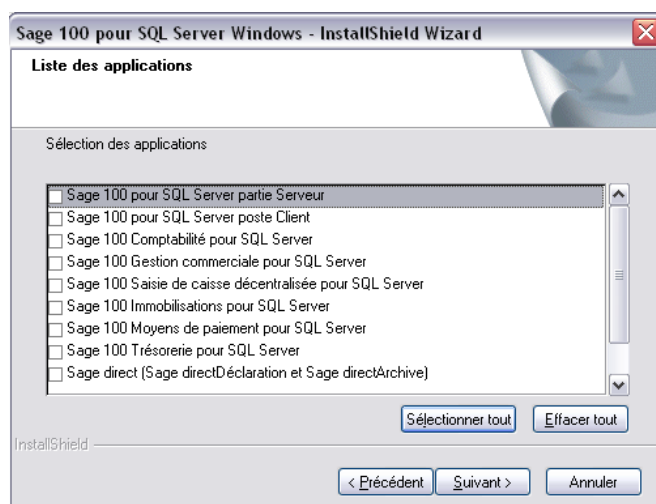 Sage 100 pour SQL Server Windows - InstallShield Wizard
Liste des applications
Sélection des applications
Sage 100 pour SQL Server partie Serveur
Sage 100 pour SQL Server poste Client
Sage 100 Comptabilité pour SQL Server
Sage 100 Gestion commerciale pour SQL Server
Sage 100 Saisie de caisse décentralisée pour SQL Server
Sage 100 Immobilisations pour SQL Server
Sage 100 Moyens de paiement pour SQL Server
Sage 100 Trésorerie pour SQL Server
Sage direct (Sage directDéclaration et Sage directArchive)
Sélectionner tout Effacer tout
InstallShield
< Précédent Suivant > Annuler